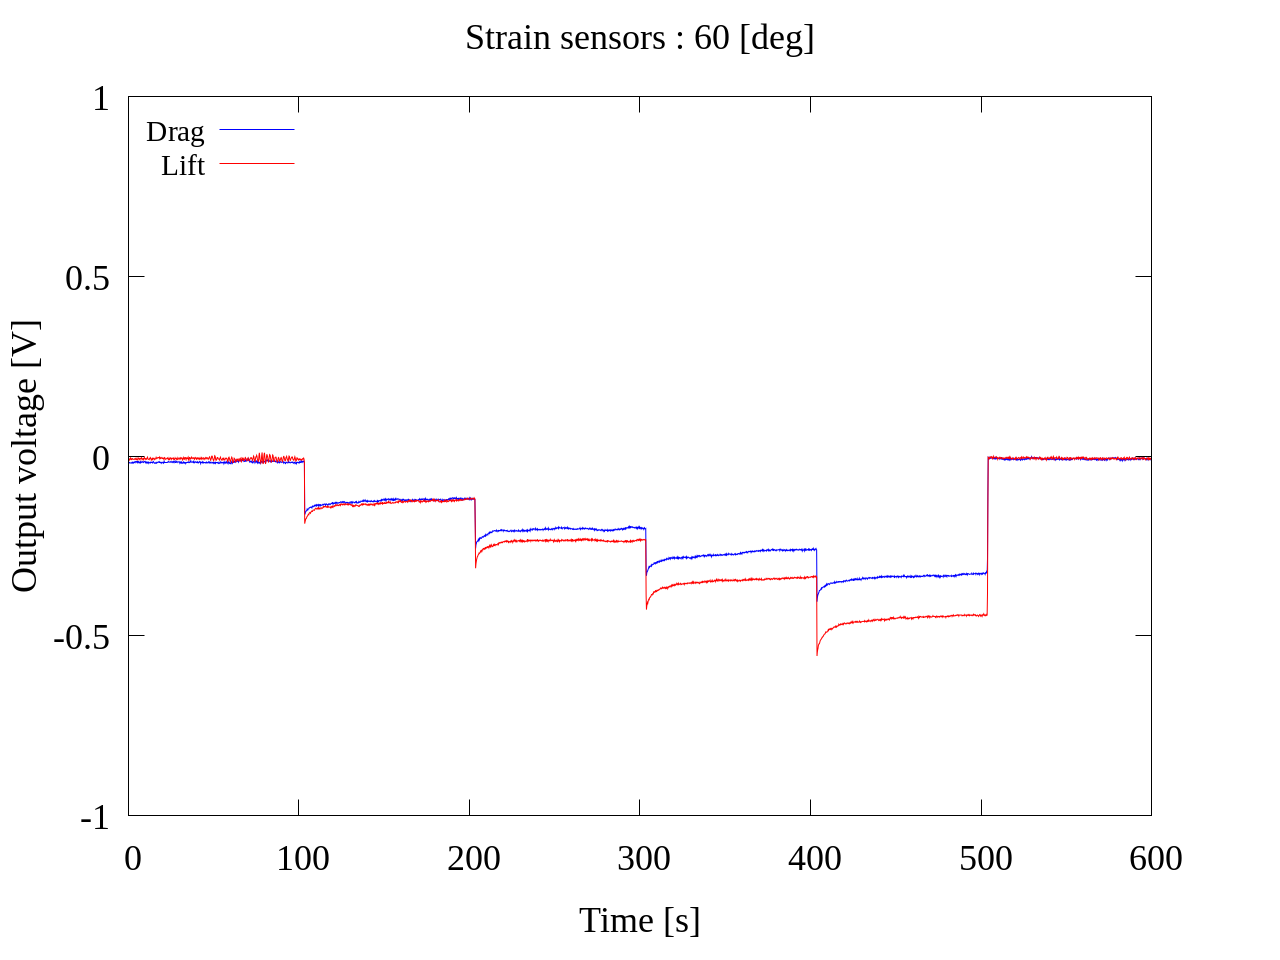 Strain sensors : 60 [deg]
1
0.5
0
-0.5
-1
Output voltage [V]
Drag
Lift
0 100 200 300 400 500 600
Time [s]